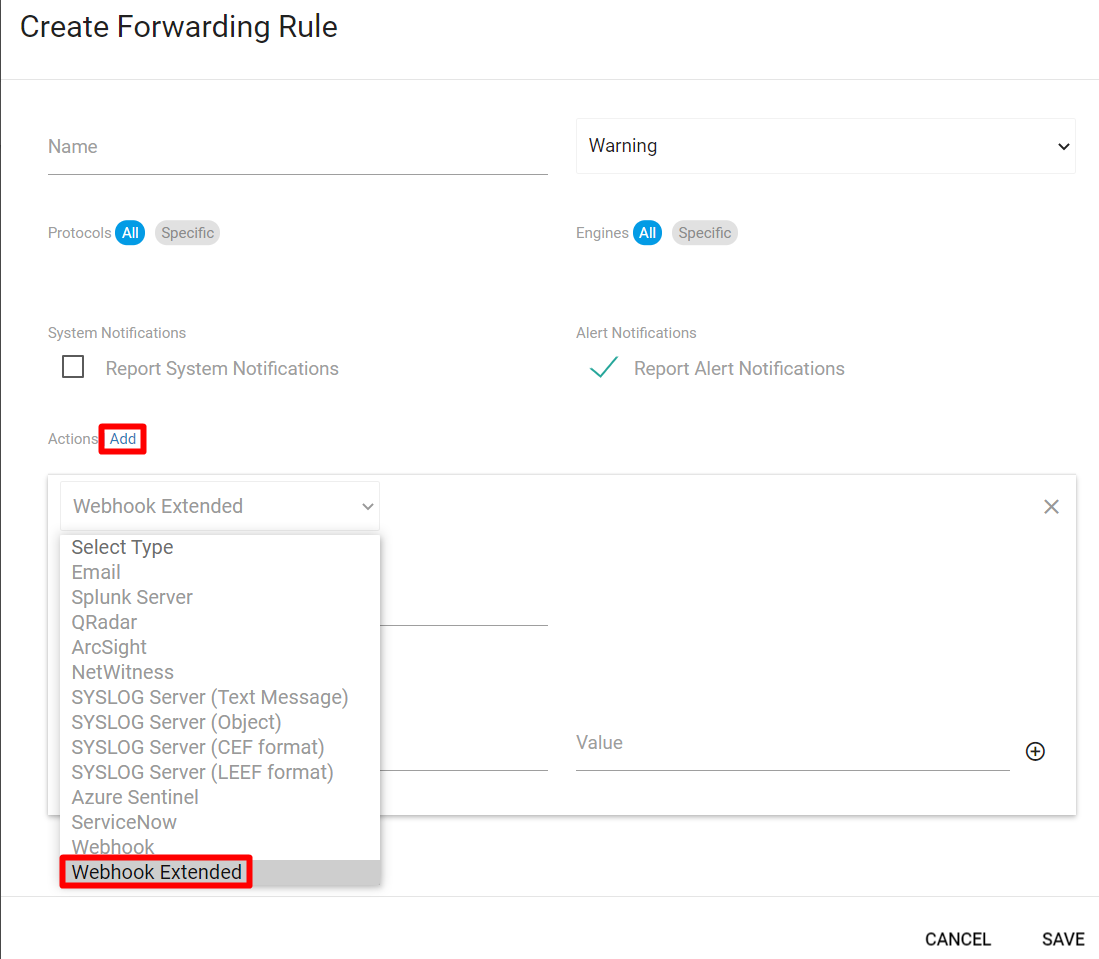 Create Forwarding Rule
Name
Warning
Protocols All Specific
Engines All Specific
System Notifications
Alert Notifications
Report System Notifications
Report Alert Notifications
Actions Add
Webhook Extended
Select Type
Email
Splunk Server
QRadar
ArcSight
NetWitness
SYSLOG Server (Text Message)
SYSLOG Server (Object)
SYSLOG Server (CEF format)
SYSLOG Server (LEEF format)
Azure Sentinel
ServiceNow
Webhook
Webhook Extended
Value
CANCEL
SAVE